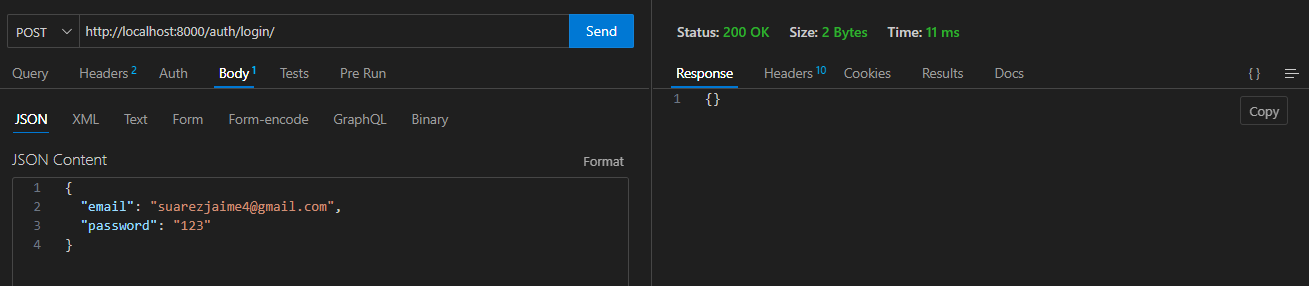 POST http://localhost:8000/auth/login/ Send
Query Headers 2 Auth Body 1 Tests Pre Run
JSON XML Text Form Form-encode GraphQL Binary
JSON Content Format
1 {
2 "email": "suarezjaime4@gmail.com",
3 "password": "123"
4 }
Status: 200 OK Size: 2 Bytes Time: 11 ms
Response Headers 10 Cookies Results Docs { }
1 {}
Copy